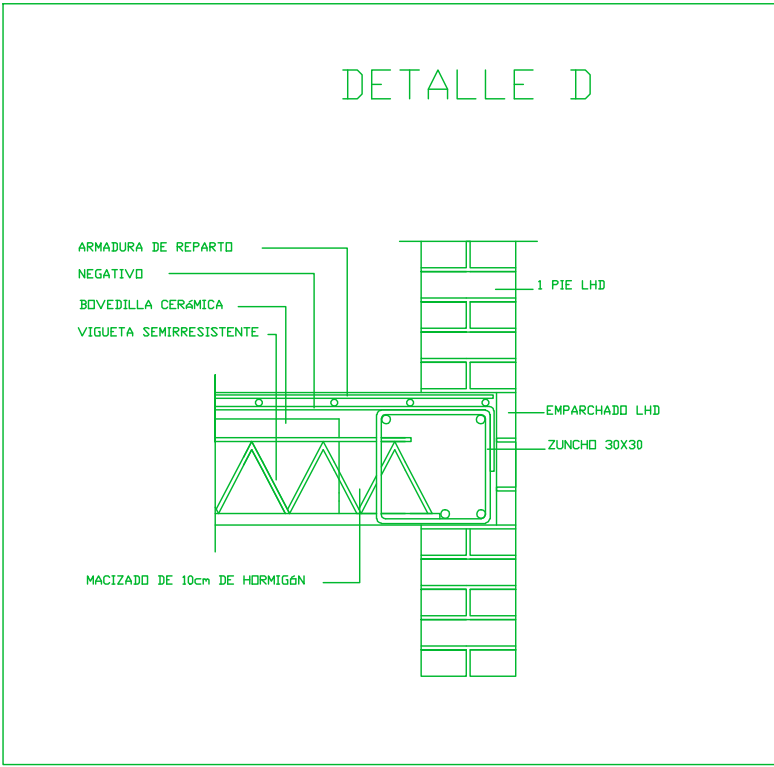 DETALLE D
ARMADURA DE REPARTO
NEGATIVO
BOVEDILLA CERáMICA
VIGUETA SEMIRRESISTENTE
1 PIE LHD
EMPARCHADO LHD
ZUNCHO 30X30
MACIZADO DE 10cm DE HORMIGóN